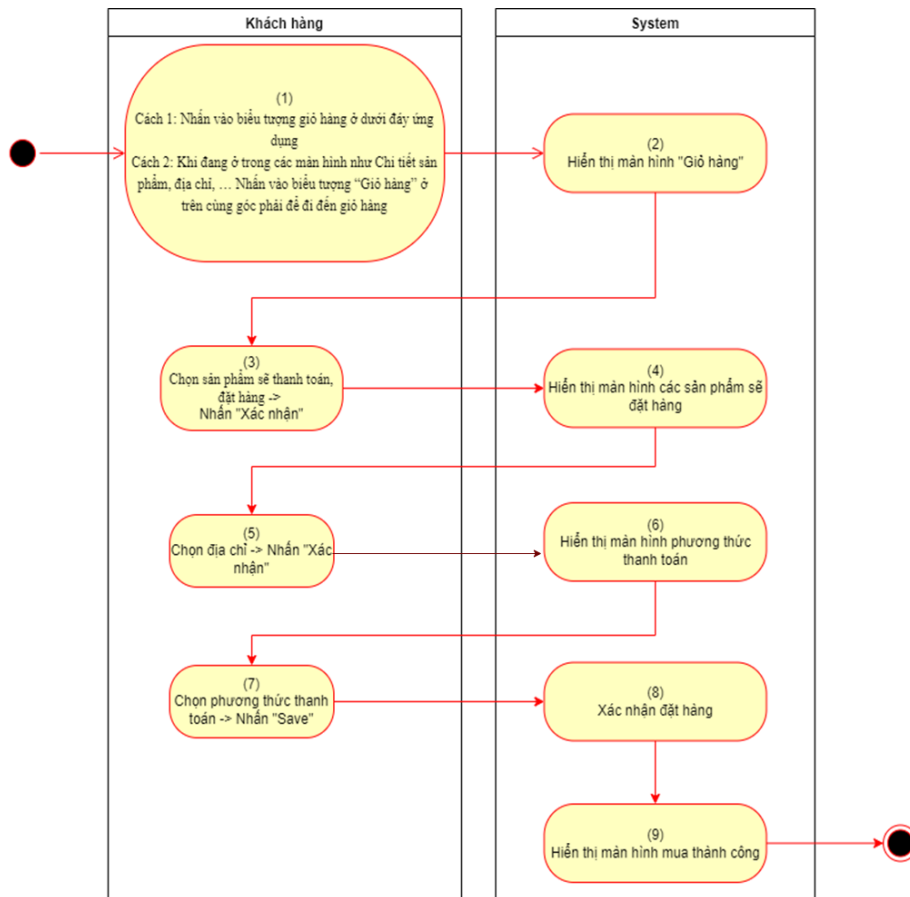 Khách hàng
System
(1)
Cách 1: Nhấn vào biểu tượng giỏ hàng ở dưới đáy ứng
dụng
Cách 2: Khi đang ở trong các màn hình như Chi tiết sản
phẩm, địa chỉ, … Nhấn vào biểu tượng “Giỏ hàng” ở
trên cùng góc phải để đi đến giỏ hàng
(2)
Hiển thị màn hình "Giỏ hàng"
(3)
Chọn sản phẩm sẽ thanh toán,
đặt hàng ->
Nhấn "Xác nhận"
(4)
Hiển thị màn hình các sản phẩm sẽ
đặt hàng
(5)
Chọn địa chỉ -> Nhấn "Xác
nhận"
(6)
Hiển thị màn hình phương thức
thanh toán
(7)
Chọn phương thức thanh
toán -> Nhấn "Save"
(8)
Xác nhận đặt hàng
(9)
Hiển thị màn hình mua thành công